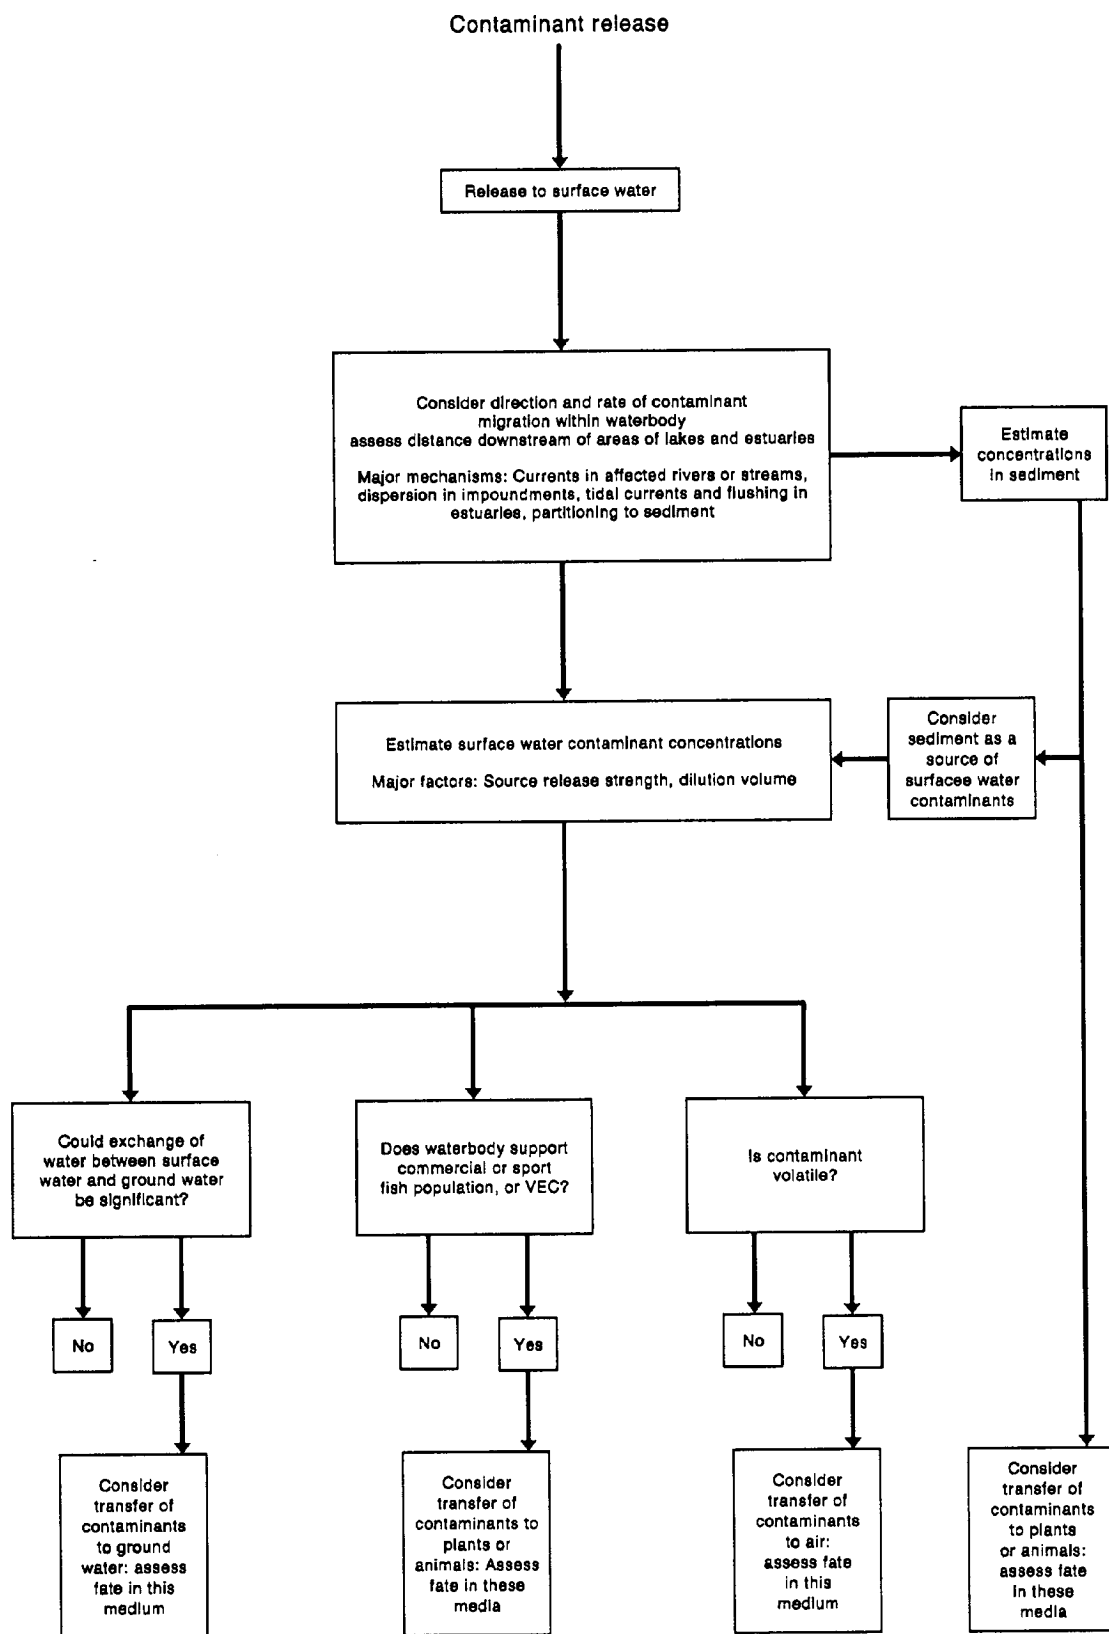 Contaminant release
Release to surface water
Consider direction and rate of contaminant
migration within waterbody
assess distance downstream of areas of lakes and estuaries
Major mechanisms: Currents in affected rivers or streams,
dispersion in impoundments, tidal currents and flushing in
estuaries, partitioning to sediment
Estimate
concentrations
in sediment
Estimate surface water contaminant concentrations
Major factors: Source release strength, dilution volume
Consider
sediment as a
source of
surfacee water
contaminants
Could exchange of
water between surface
water and ground water
be significant?
Does waterbody support
commercial or sport
fish population, or VEC?
Is contaminant
volatile?
No
Yes
No
Yes
No
Yes
Consider
transfer of
contaminants
to ground
water: assess
fate in this
medium
Consider
transfer of
contaminants to
plants or
animals: Assess
fate in these
media
Consider
transfer of
contaminants
to air:
assess fate
in this
medium
Consider
transfer of
contaminants
to plants
or animals:
assess fate
in these
media